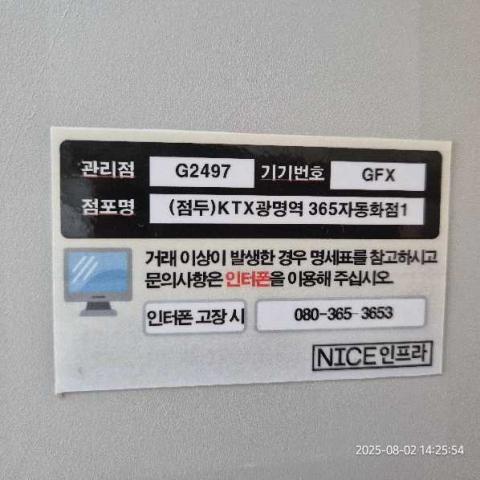 관리점 G2497 기기번호 GFX
점포명 (점두)KTX광명역 365자동화점1
거래 이상이 발생한 경우 명세표를 참고하시고
문의사항은 인터폰을 이용해 주십시오.
인터폰 고장 시 080-365-3653
NICE인프라
2025-08-02 14:25:54